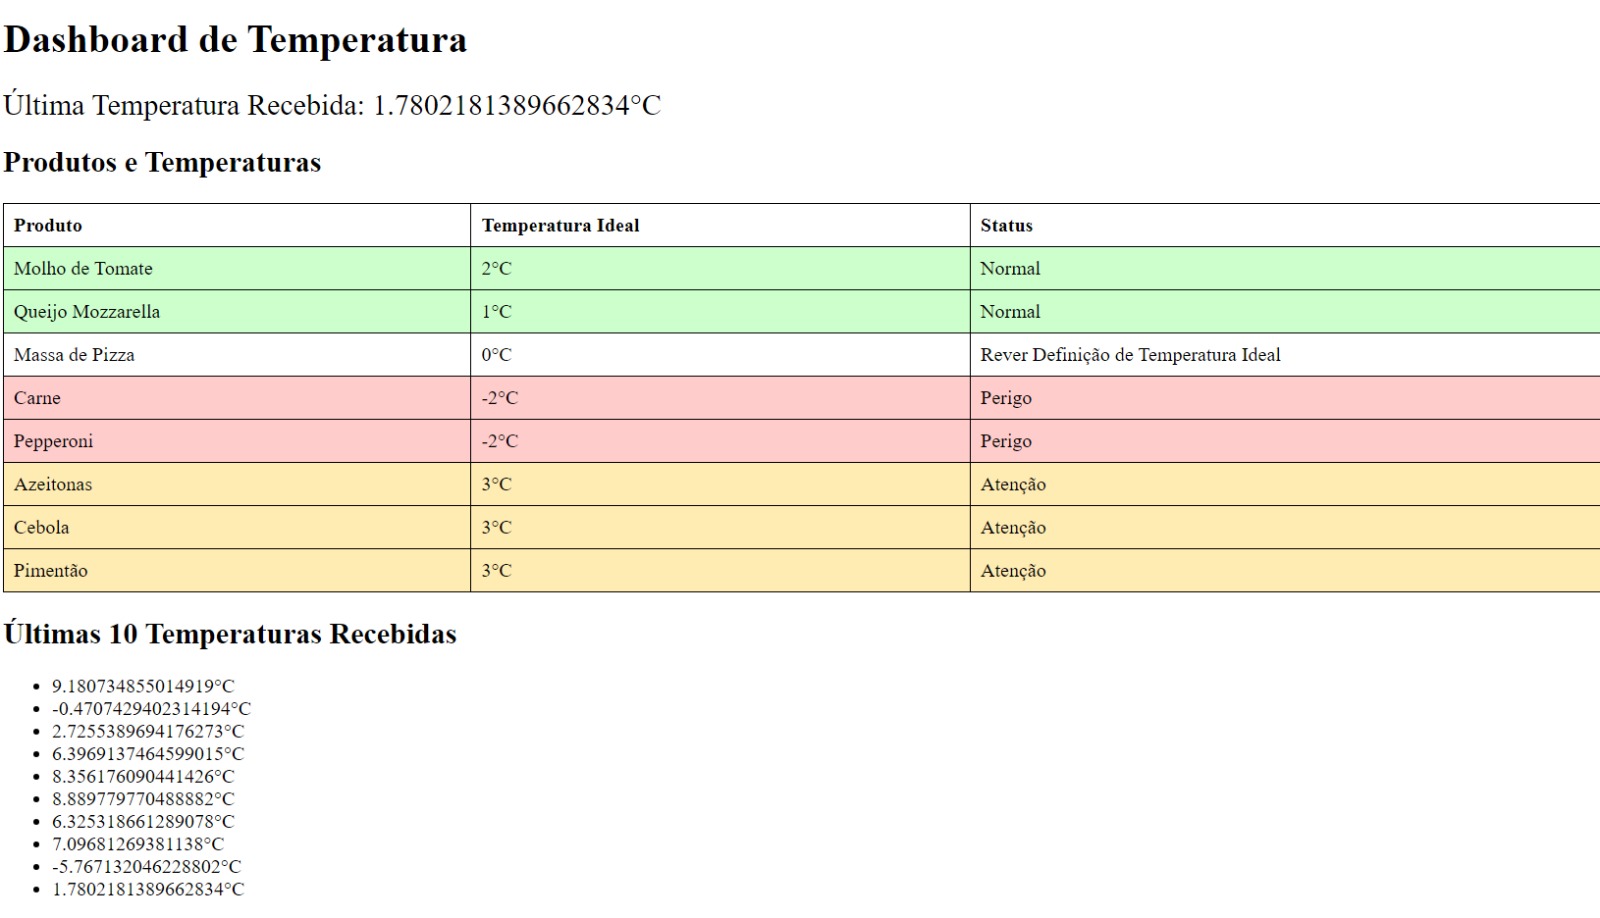 Dashboard de Temperatura
Última Temperatura Recebida: 1.7802181389662834°C
Produtos e Temperaturas
Produto Temperatura Ideal Status
Molho de Tomate 2°C Normal
Queijo Mozzarella 1°C Normal
Massa de Pizza 0°C Rever Definição de Temperatura Ideal
Carne -2°C Perigo
Pepperoni -2°C Perigo
Azeitonas 3°C Atenção
Cebola 3°C Atenção
Pimentão 3°C Atenção
Últimas 10 Temperaturas Recebidas
9.180734855014919°C
-0.4707429402314194°C
2.7255389694176273°C
6.3969137464599015°C
8.356176090441426°C
8.889779770488882°C
6.325318661289078°C
7.09681269381138°C
-5.767132046228802°C
1.7802181389662834°C